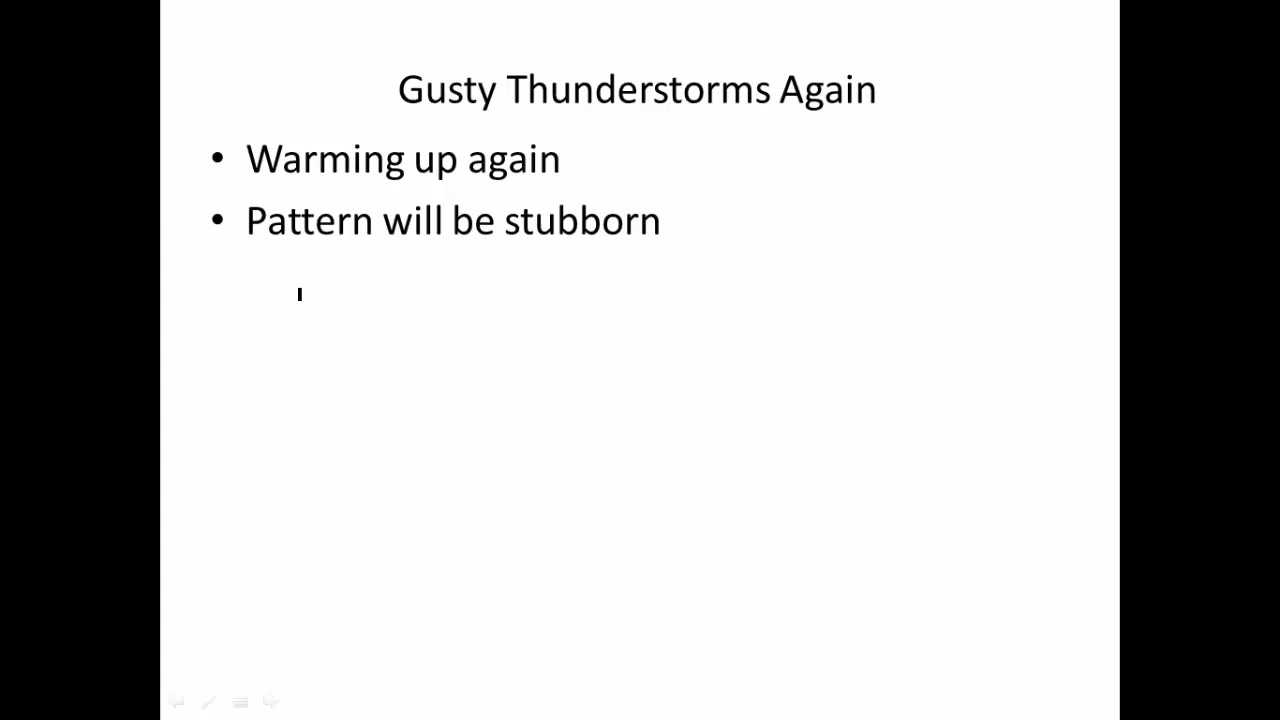 Gusty Thunderstorms Again
• Warming up again
• Pattern will be stubborn